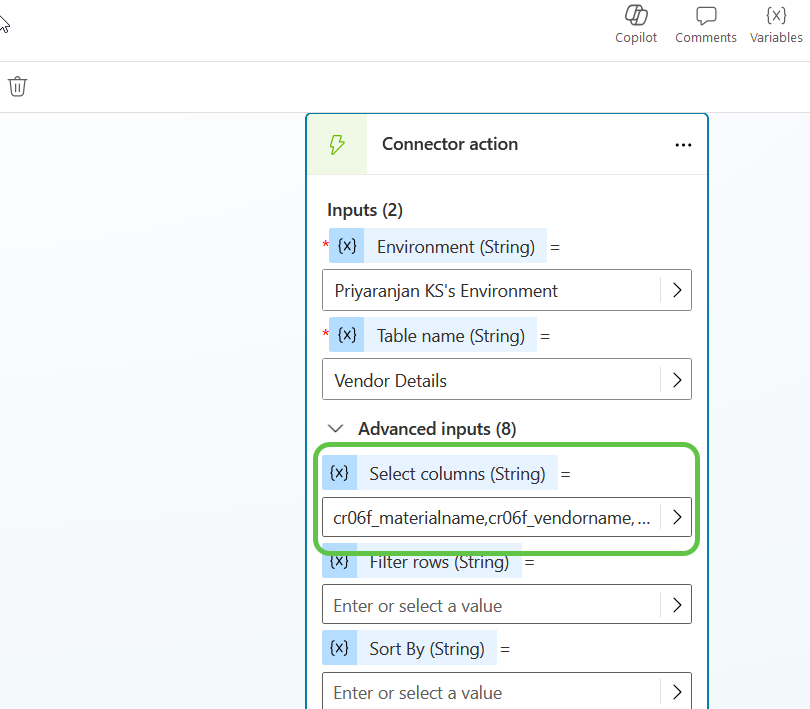 Copilot
Comments
Variables
Connector action
Inputs (2)
* {x} Environment (String) =
Priyaranjan KS's Environment
* {x} Table name (String) =
Vendor Details
Advanced inputs (8)
{x} Select columns (String) =
cr06f_materialname,cr06f_vendorname, ...
{x} Filter rows (String) =
Enter or select a value
{x} Sort By (String) =
Enter or select a value